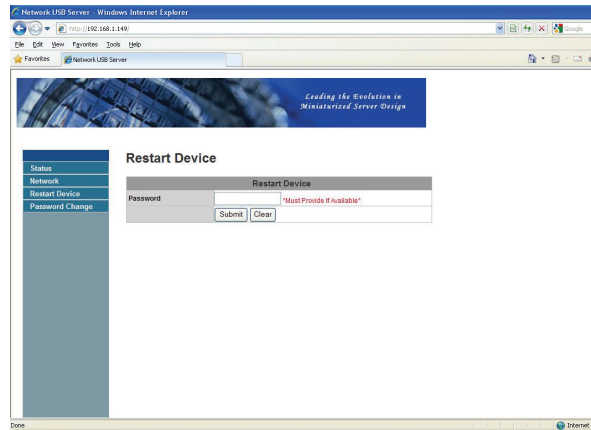 Network USB Server - Windows Internet Explorer
http://192.168.1.149/
Google
File Edit View Favorites Tools Help
Favorites Network USB Server
Leading the Evolution in
Miniaturized Server Design
Restart Device
Status
Network
Restart Device
Password Change
Restart Device
Password *Must Provide If Available*
Submit Clear
Done Internet